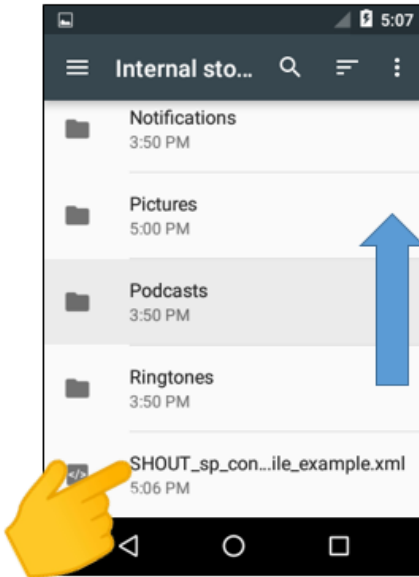 5:07
Internal sto...
Notifications
3:50 PM
Pictures
5:00 PM
Podcasts
3:50 PM
Ringtones
3:50 PM
SHOUT_sp_con...ile_example.xml
5:06 PM